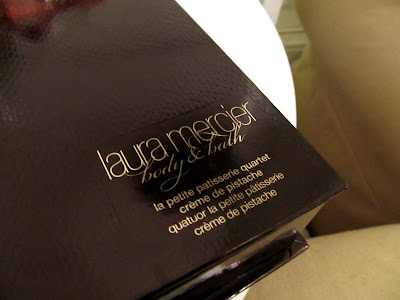 laura mercier
body & bath
la petite patisserie quartet
crème de pistache
quatuor la petite pâtisserie
crème de pistache